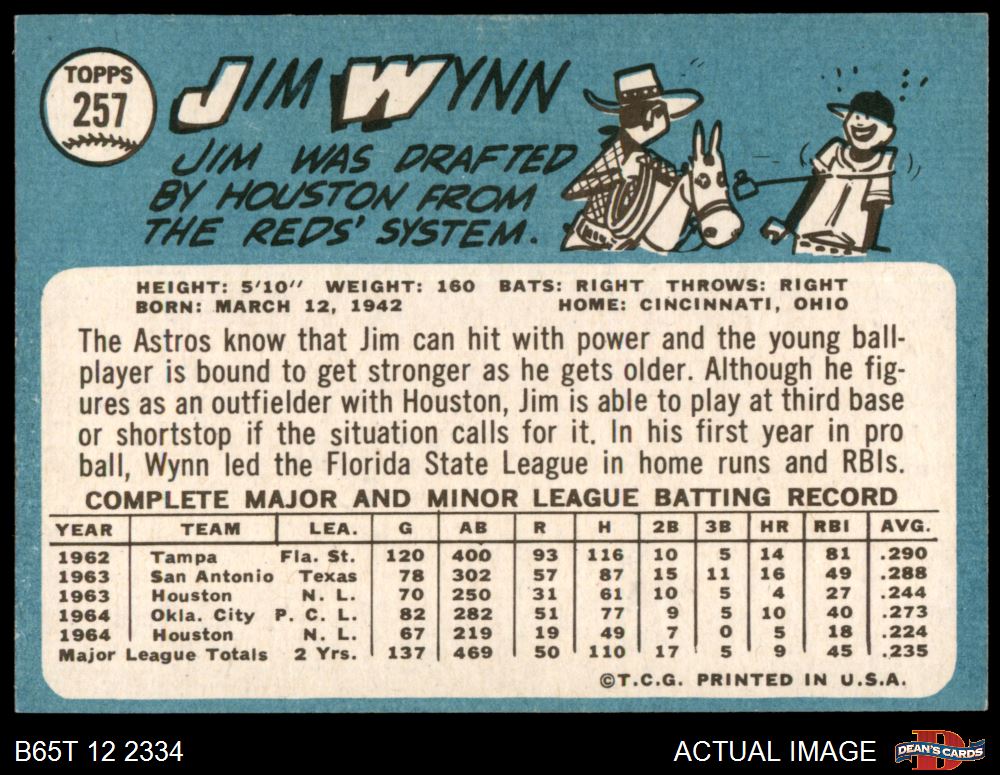 TOPPS
257
JIM WYNN
JIM WAS DRAFTED
BY HOUSTON FROM
THE REDS' SYSTEM.
HEIGHT: 5'10" WEIGHT: 160 BATS: RIGHT THROWS: RIGHT
BORN: MARCH 12, 1942 HOME: CINCINNATI, OHIO
The Astros know that Jim can hit with power and the young ball-
player is bound to get stronger as he gets older. Although he fig-
ures as an outfielder with Houston, Jim is able to play at third base
or shortstop if the situation calls for it. In his first year in pro
ball, Wynn led the Florida State League in home runs and RBIs.
COMPLETE MAJOR AND MINOR LEAGUE BATTING RECORD
YEAR TEAM LEA. G AB R H 2B 3B HR RBI AVG.
1962 Tampa Fla. St. 120 400 93 116 10 5 14 81 .290
1963 San Antonio Texas 78 302 57 87 15 11 16 49 .288
1963 Houston N. L. 70 250 31 61 10 5 4 27 .244
1964 Okla. City P. C. L. 82 282 51 77 9 5 10 40 .273
1964 Houston N. L. 67 219 19 49 7 0 5 18 .224
Major League Totals 2 Yrs. 137 469 50 110 17 5 9 45 .235
©T.C.G. PRINTED IN U.S.A.
B65T 12 2334
ACTUAL IMAGE
DEAN'S CARDS